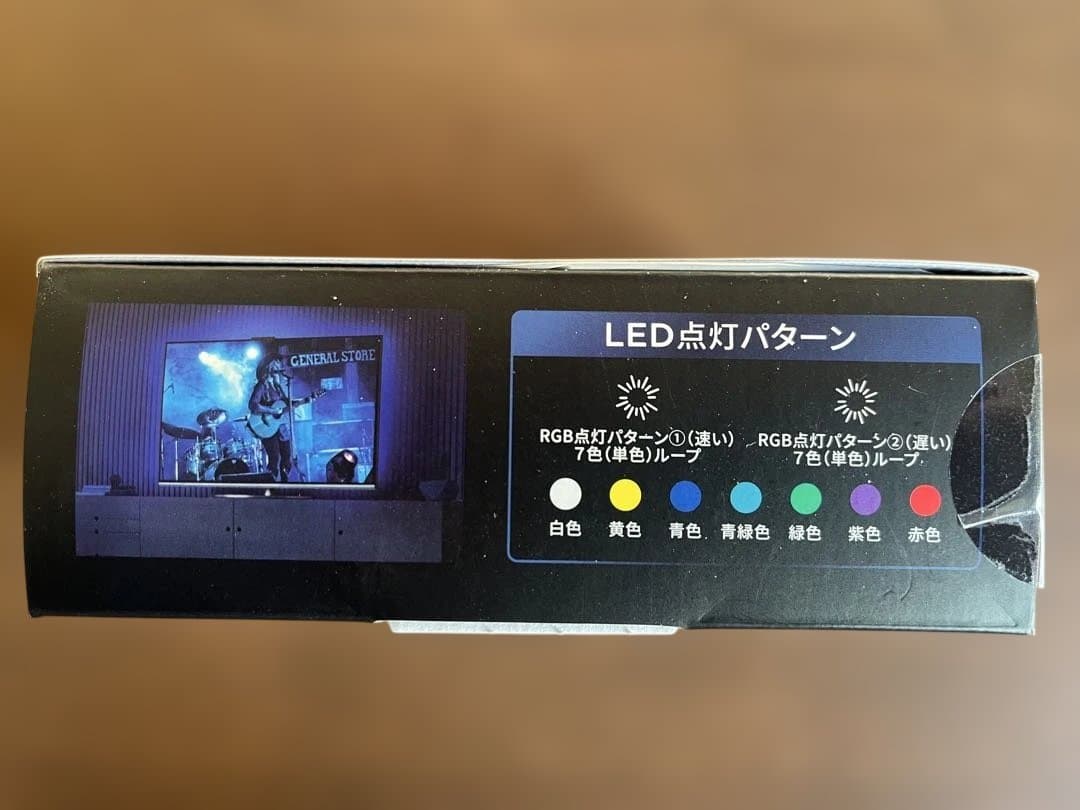 GENERAL STORE
LED点灯パターン
RGB点灯パターン①(速い)
7色(単色)ループ
RGB点灯パターン②(遅い)
7色(単色)ループ
白色 黄色 青色 青緑色 緑色 紫色 赤色